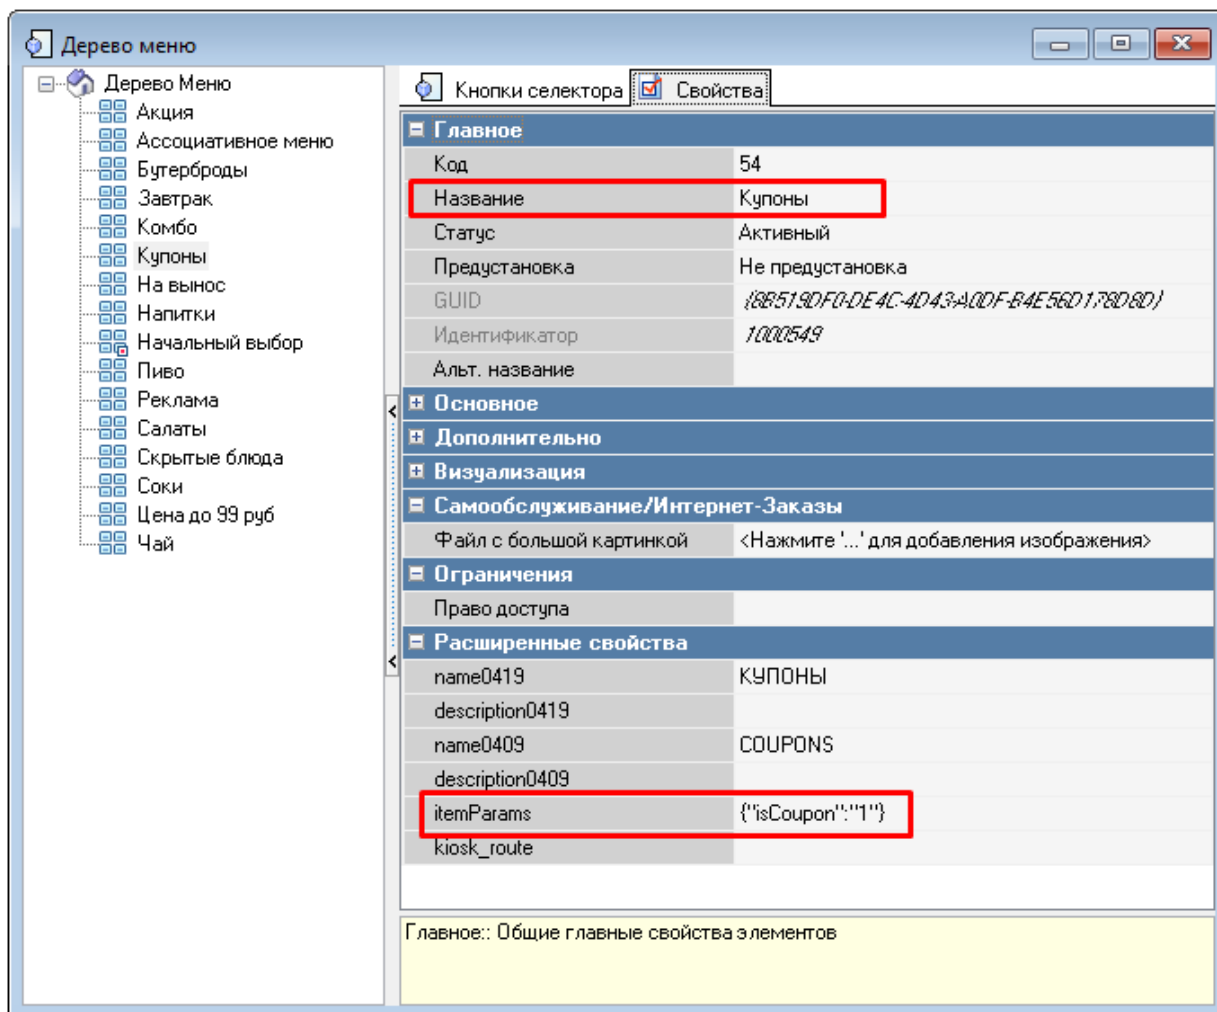 Дерево меню
Дерево Меню
Акция
Ассоциативное меню
Бутерброды
Завтрак
Комбо
Купоны
На вынос
Напитки
Начальный выбор
Пиво
Реклама
Салаты
Скрытые блюда
Соки
Цена до 99 руб
Чай
Кнопки селектора Свойства
Главное
Код 54
Название Купоны
Статус Активный
Предустановка Не предустановка
GUID {8B519DF0-DE4C-4D43-A0DF-B4E56D178D8D}
Идентификатор 1000549
Альт. название
Основное
Дополнительно
Визуализация
Самообслуживание/Интернет-Заказы
Файл с большой картинкой <Нажмите '...' для добавления изображения>
Ограничения
Право доступа
Расширенные свойства
name0419 КУПОНЫ
description0419
name0409 COUPONS
description0409
itemParams {"isCoupon":"1"}
kiosk_route
Главное:: Общие главные свойства элементов